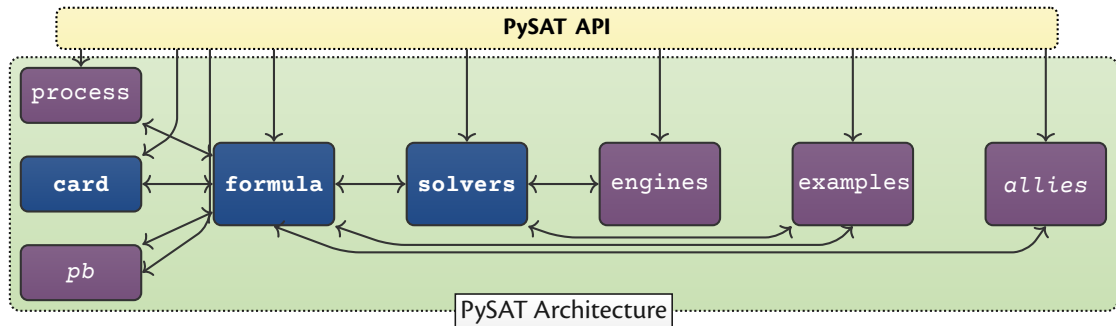 PySAT API
process
card
formula
solvers
engines
examples
allies
pb
PySAT Architecture